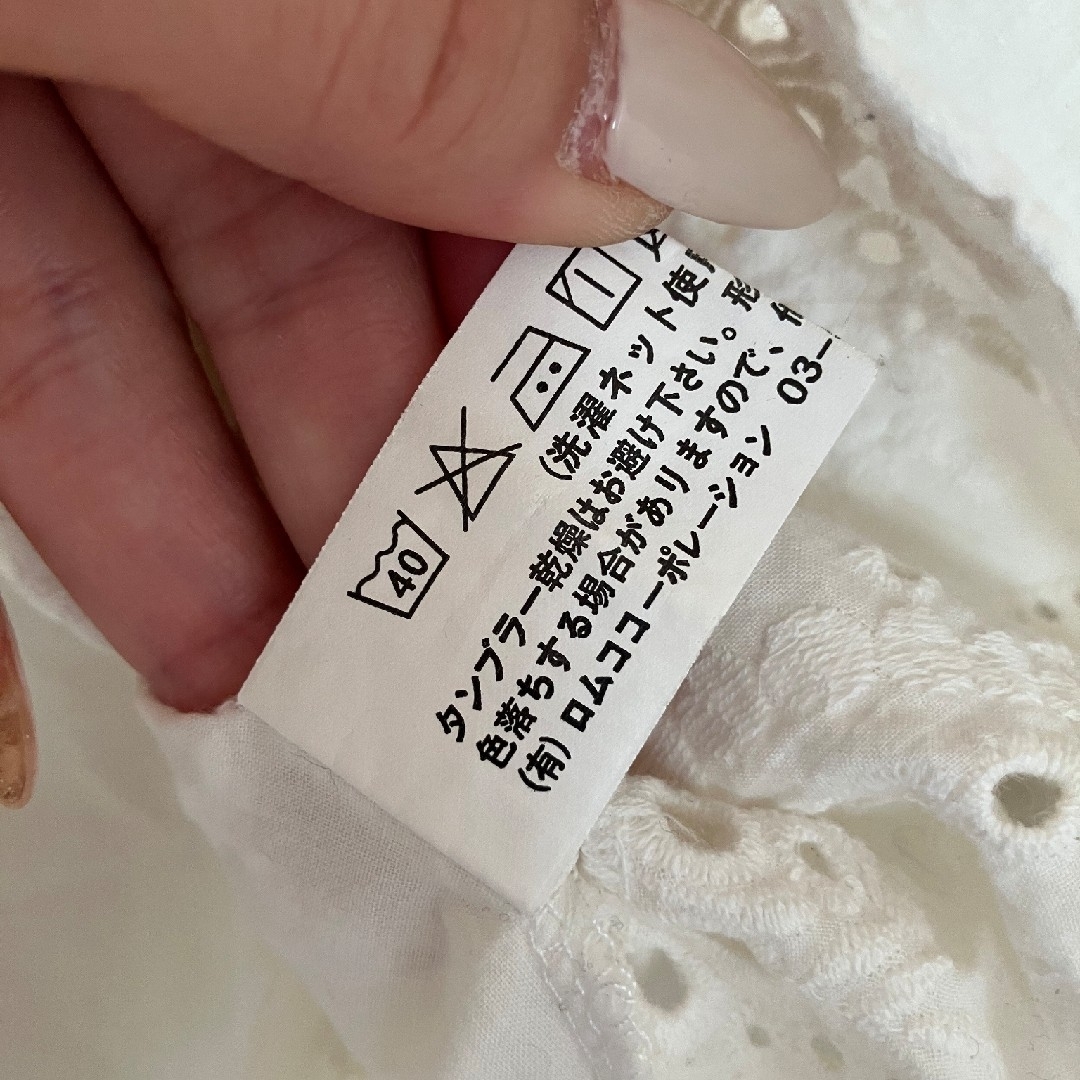 40
(洗濯ネット使
タンブラー乾燥はお避け下さい。形
色落ちする場合がありますので、
(有)ロムココーポレーション 03-